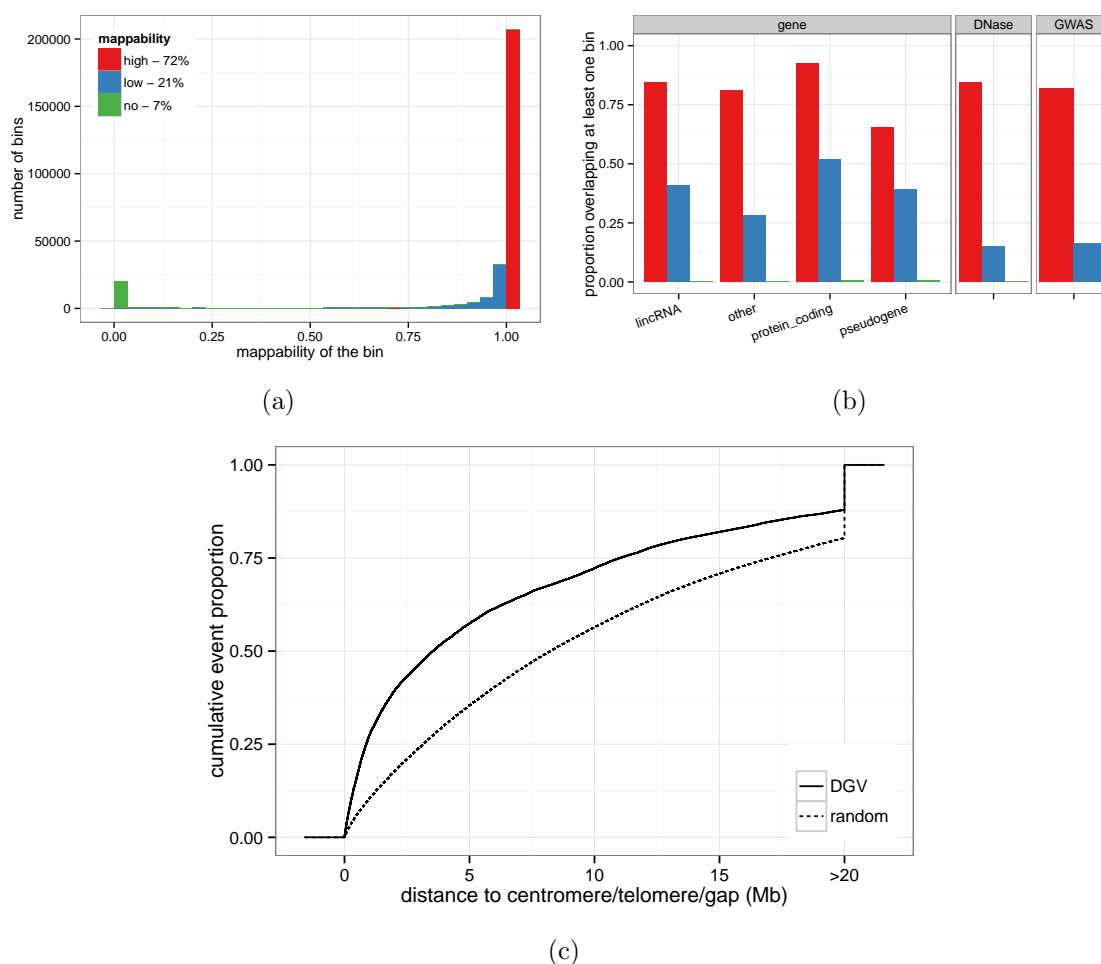 mappability
high − 72%
low − 21%
no − 7%
number of bins
200000
150000
100000
50000
0
0.00 0.25 0.50 0.75 1.00
mappability of the bin
(a)
gene DNase GWAS
proportion overlapping at least one bin
1.00
0.75
0.50
0.25
0.00
lincRNA other protein_coding pseudogene
(b)
cumulative event proportion
1.00
0.75
0.50
0.25
0.00
DGV
random
0 5 10 15 >20
distance to centromere/telomere/gap (Mb)
(c)